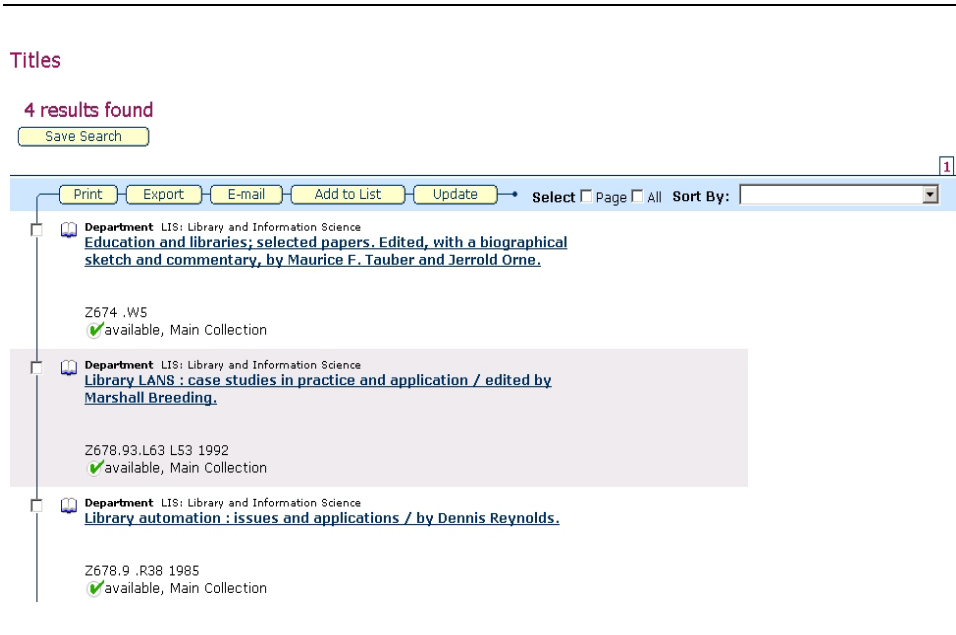 Titles
4 results found
Save Search
1
Print Export E-mail Add to List Update Select Page All Sort By:
Department LIS: Library and Information Science
Education and libraries; selected papers. Edited, with a biographical
sketch and commentary, by Maurice F. Tauber and Jerrold Orne.
Z674 .W5
available, Main Collection
Department LIS: Library and Information Science
Library LANS : case studies in practice and application / edited by
Marshall Breeding.
Z678.93.L63 L53 1992
available, Main Collection
Department LIS: Library and Information Science
Library automation : issues and applications / by Dennis Reynolds.
Z678.9 .R38 1985
available, Main Collection